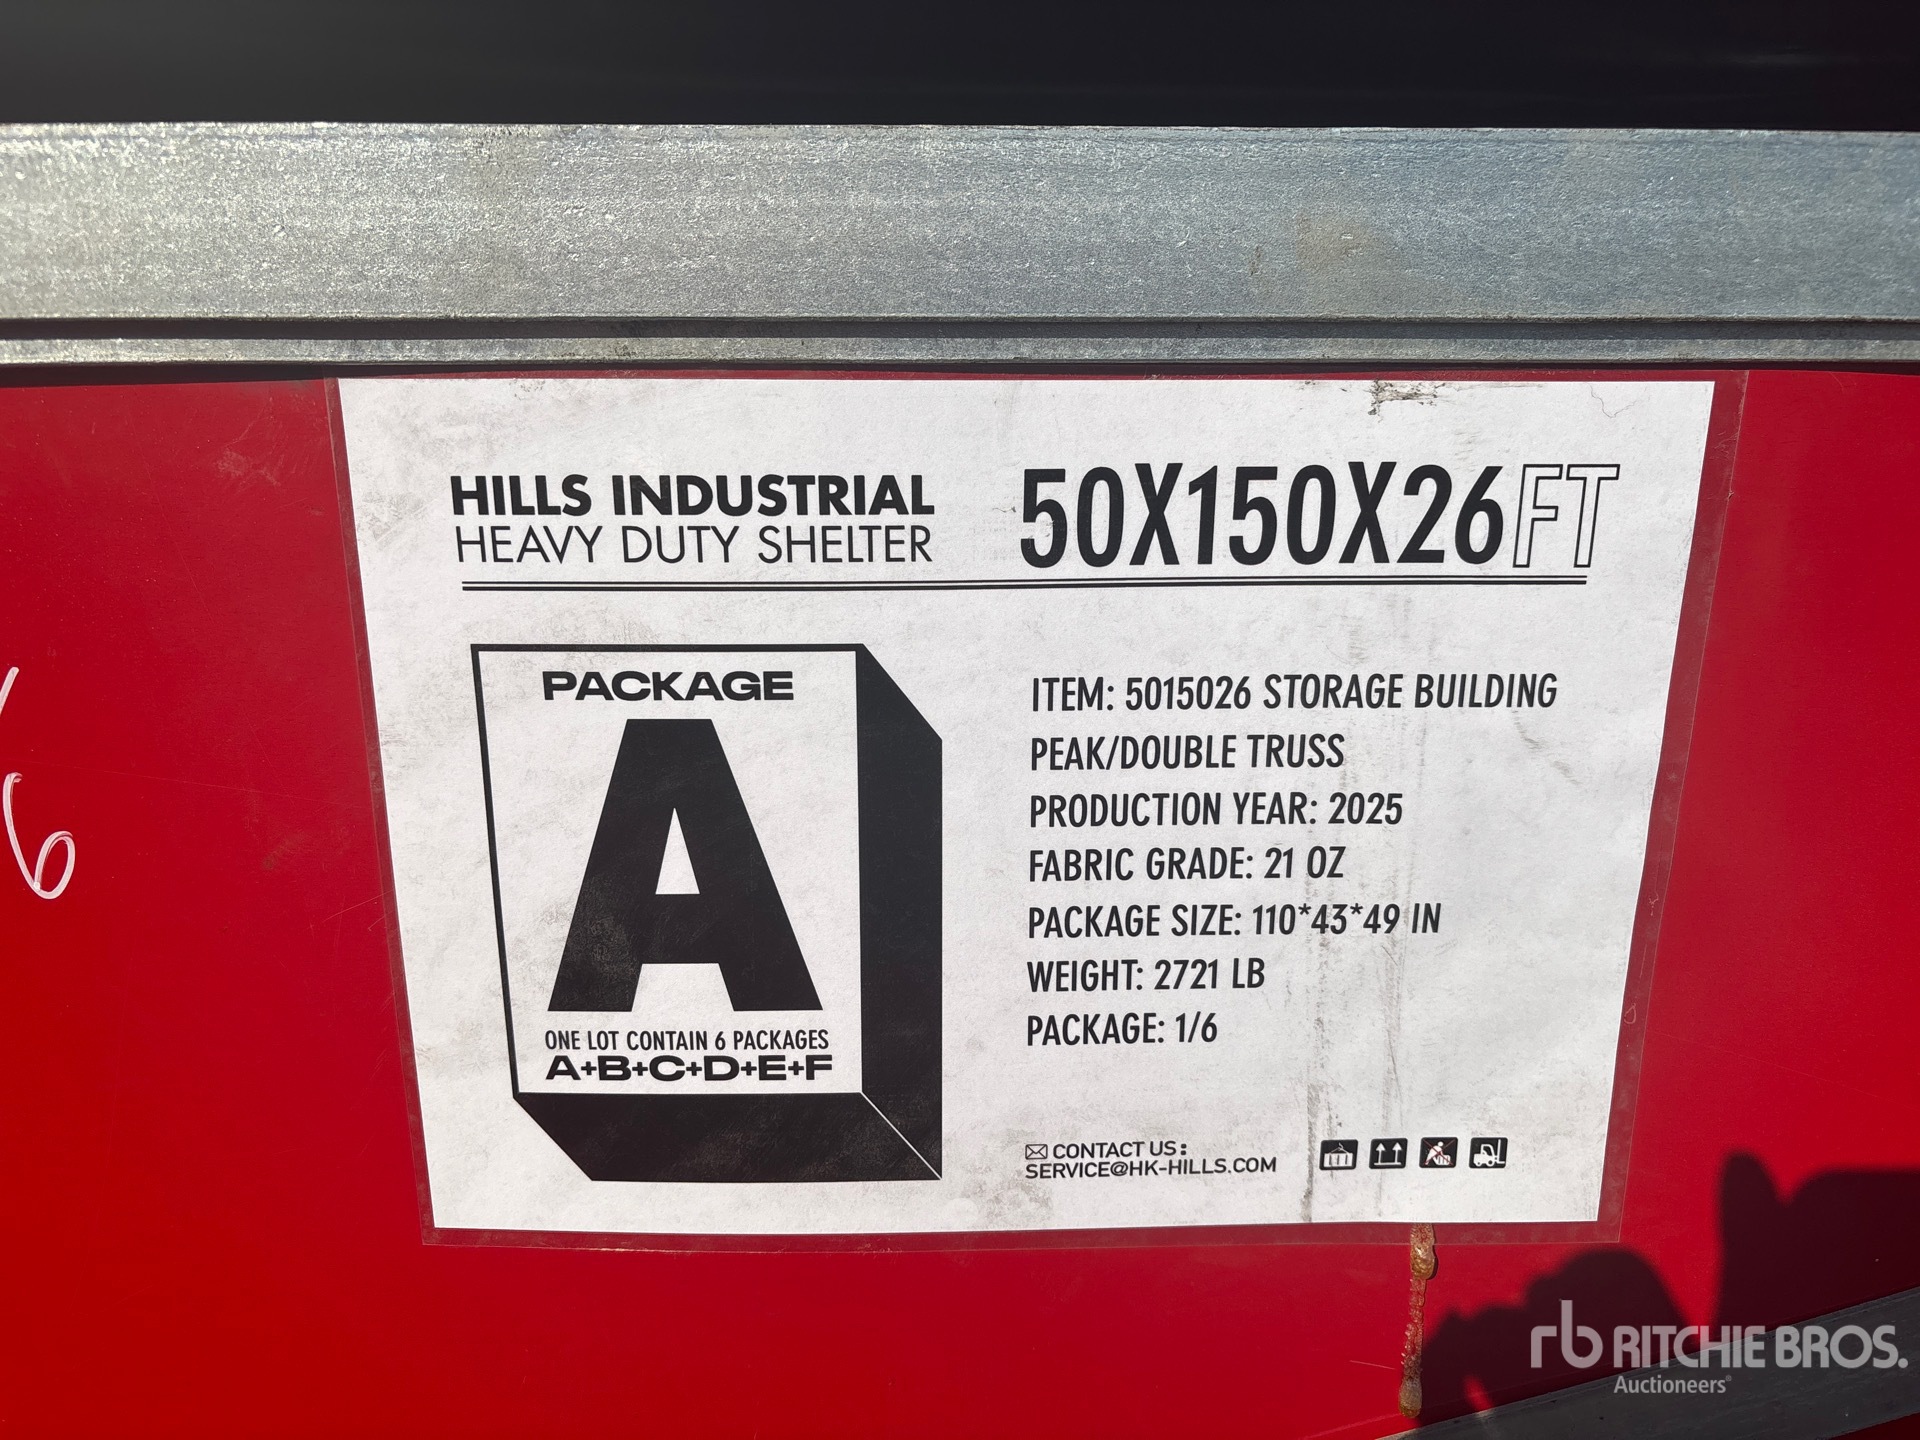 HILLS INDUSTRIAL
HEAVY DUTY SHELTER
50X150X26FT
PACKAGE
A
ONE LOT CONTAIN 6 PACKAGES
A+B+C+D+E+F
ITEM: 5015026 STORAGE BUILDING
PEAK/DOUBLE TRUSS
PRODUCTION YEAR: 2025
FABRIC GRADE: 21 OZ
PACKAGE SIZE: 110*43*49 IN
WEIGHT: 2721 LB
PACKAGE: 1/6
CONTACT US:
SERVICE@HK-HILLS.COM
6
rb RITCHIE BROS.
Auctioneers®